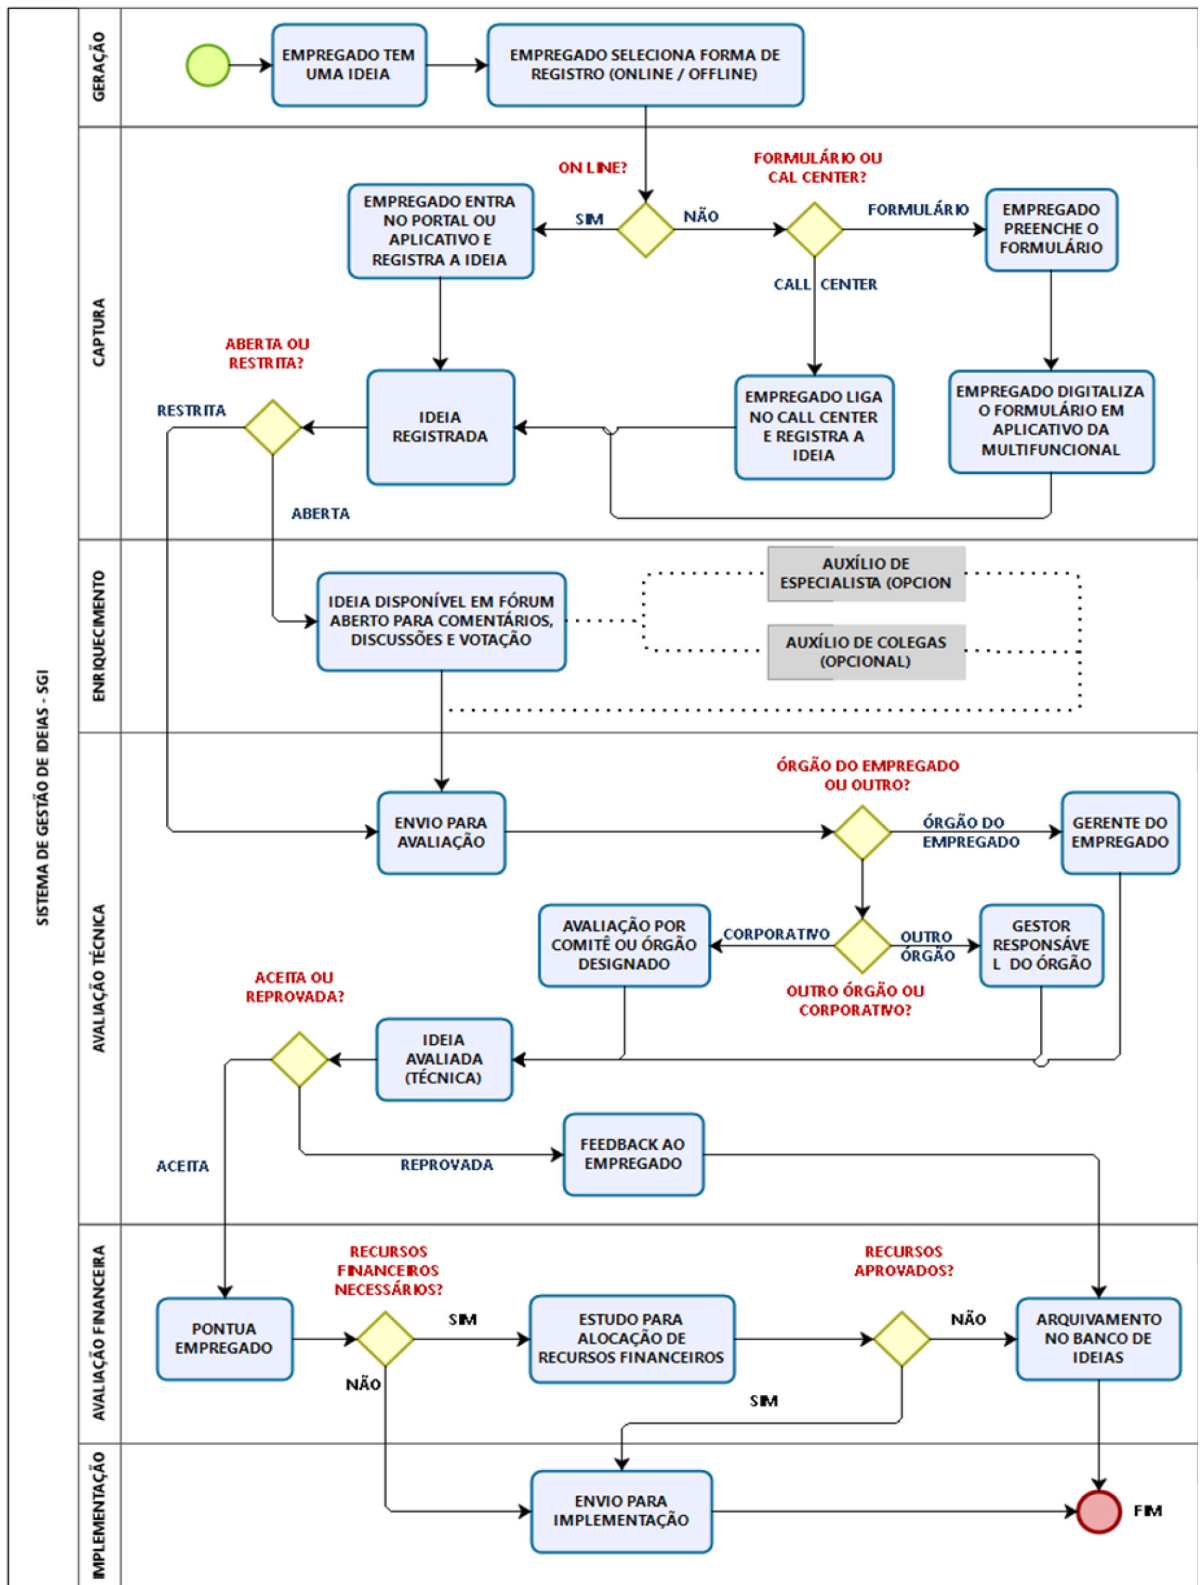 SISTEMA DE GESTÃO DE IDEIAS - SGI
GERAÇÃO
EMPREGADO TEM
UMA IDEIA
EMPREGADO SELECIONA FORMA DE
REGISTRO (ONLINE / OFFLINE)
CAPTURA
ON LINE?
FORMULÁRIO OU
CAL CENTER?
EMPREGADO ENTRA
NO PORTAL OU
APLICATIVO E
REGISTRA A IDEIA
SIM
NÃO
FORMULÁRIO
EMPREGADO
PREENCHE O
FORMULÁRIO
CALL CENTER
ABERTA OU
RESTRITA?
RESTRITA
IDEIA
REGISTRADA
EMPREGADO LIGA
NO CALL CENTER
E REGISTRA A
IDEIA
EMPREGADO DIGITALIZA
O FORMULÁRIO EM
APLICATIVO DA
MULTIFUNCIONAL
ABERTA
ENRIQUECIMENTO
IDEIA DISPONÍVEL EM FÓRUM
ABERTO PARA COMENTÁRIOS,
DISCUSSÕES E VOTAÇÃO
AUXÍLIO DE
ESPECIALISTA (OPCION
AUXÍLIO DE COLEGAS
(OPCIONAL)
AVALIAÇÃO TÉCNICA
ÓRGÃO DO EMPREGADO
OU OUTRO?
ENVIO PARA
AVALIAÇÃO
ÓRGÃO DO
EMPREGADO
GERENTE DO
EMPREGADO
AVALIAÇÃO POR
COMITÊ OU ÓRGÃO
DESIGNADO
CORPORATIVO
OUTRO
ÓRGÃO
GESTOR
RESPONSÁVE
L DO ÓRGÃO
OUTRO ÓRGÃO OU
CORPORATIVO?
ACEITA OU
REPROVADA?
IDEIA
AVALIADA
(TÉCNICA)
ACEITA
REPROVADA
FEEDBACK AO
EMPREGADO
AVALIAÇÃO FINANCEIRA
RECURSOS
FINANCEIROS
NECESSÁRIOS?
RECURSOS
APROVADOS?
PONTUA
EMPREGADO
SIM
ESTUDO PARA
ALOCAÇÃO DE
RECURSOS FINANCEIROS
NÃO
ARQUIVAMENTO
NO BANCO DE
IDEIAS
NÃO
SIM
IMPLEMENTAÇÃO
ENVIO PARA
IMPLEMENTAÇÃO
FIM